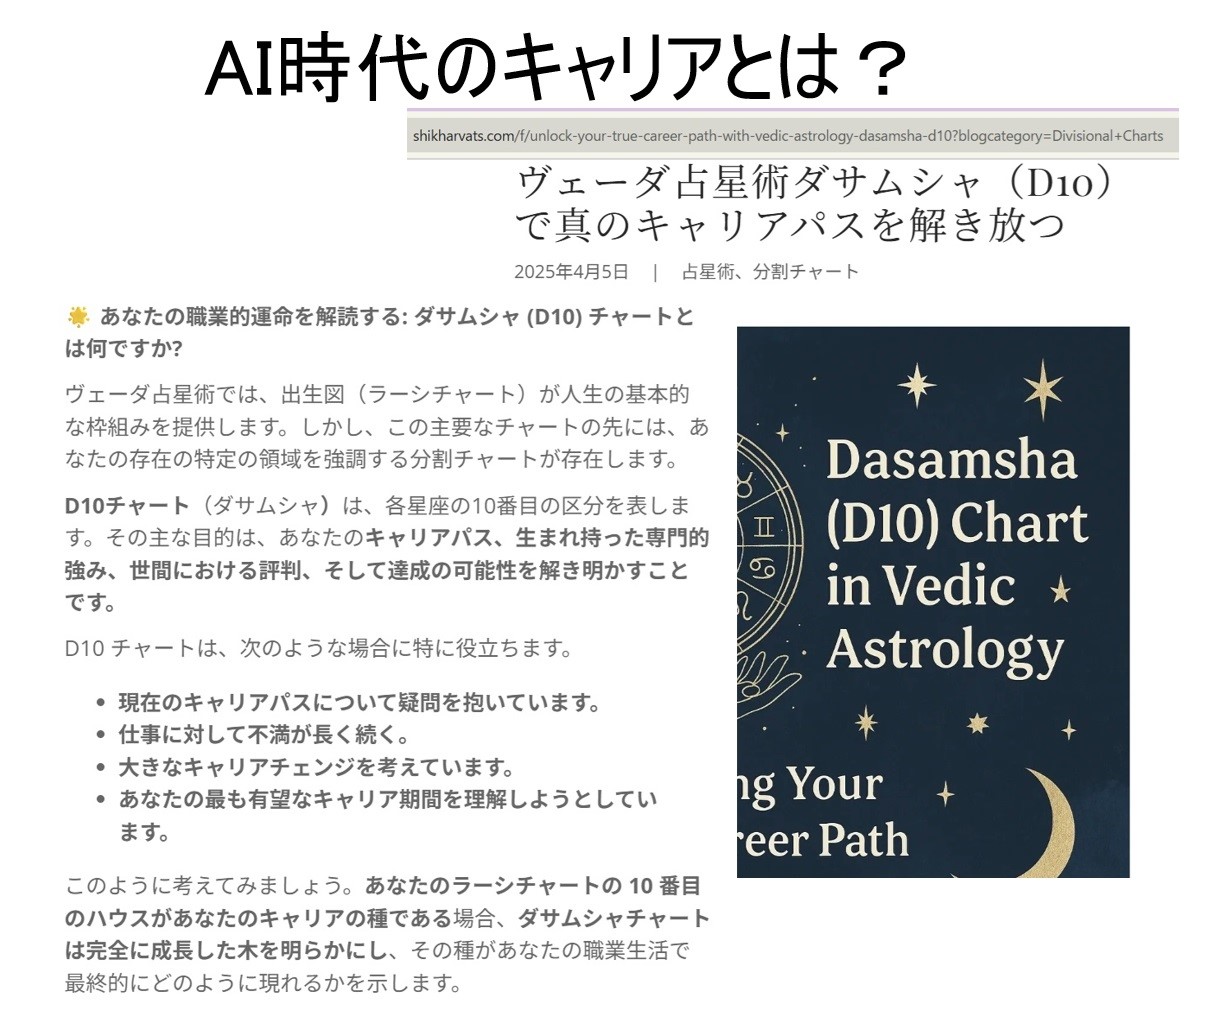 AI時代のキャリアとは？
shikharvats.com/f/unlock-your-true-career-path-with-vedic-astrology-dasamsha-d10?blogcategory=Divisional+Charts
ヴェーダ占星術ダサムシャ（D10）
で真のキャリアパスを解き放つ
2025年4月5日 | 占星術、分割チャート
🌟 あなたの職業的運命を解読する: ダサムシャ (D10) チャートと
は何ですか?
ヴェーダ占星術では、出生図（ラーシチャート）が人生の基本的
な枠組みを提供します。しかし、この主要なチャートの先には、あ
なたの存在の特定の領域を強調する分割チャートが存在します。
D10チャート（ダサムシャ）は、各星座の10番目の区分を表しま
す。その主な目的は、あなたのキャリアパス、生まれ持った専門的
強み、世間における評判、そして達成の可能性を解き明かすこと
です。
D10 チャートは、次のような場合に特に役立ちます。
• 現在のキャリアパスについて疑問を抱いています。
• 仕事に対して不満が長く続く。
• 大きなキャリアチェンジを考えています。
• あなたの最も有望なキャリア期間を理解しようとしてい
ます。
このように考えてみましょう。あなたのラーシチャートの 10 番目
のハウスがあなたのキャリアの種である場合、ダサムシャチャート
は完全に成長した木を明らかにし、その種があなたの職業生活で
最終的にどのように現れるかを示します。
Dasamsha
(D10) Chart
in Vedic
Astrology
ng Your
reer Path